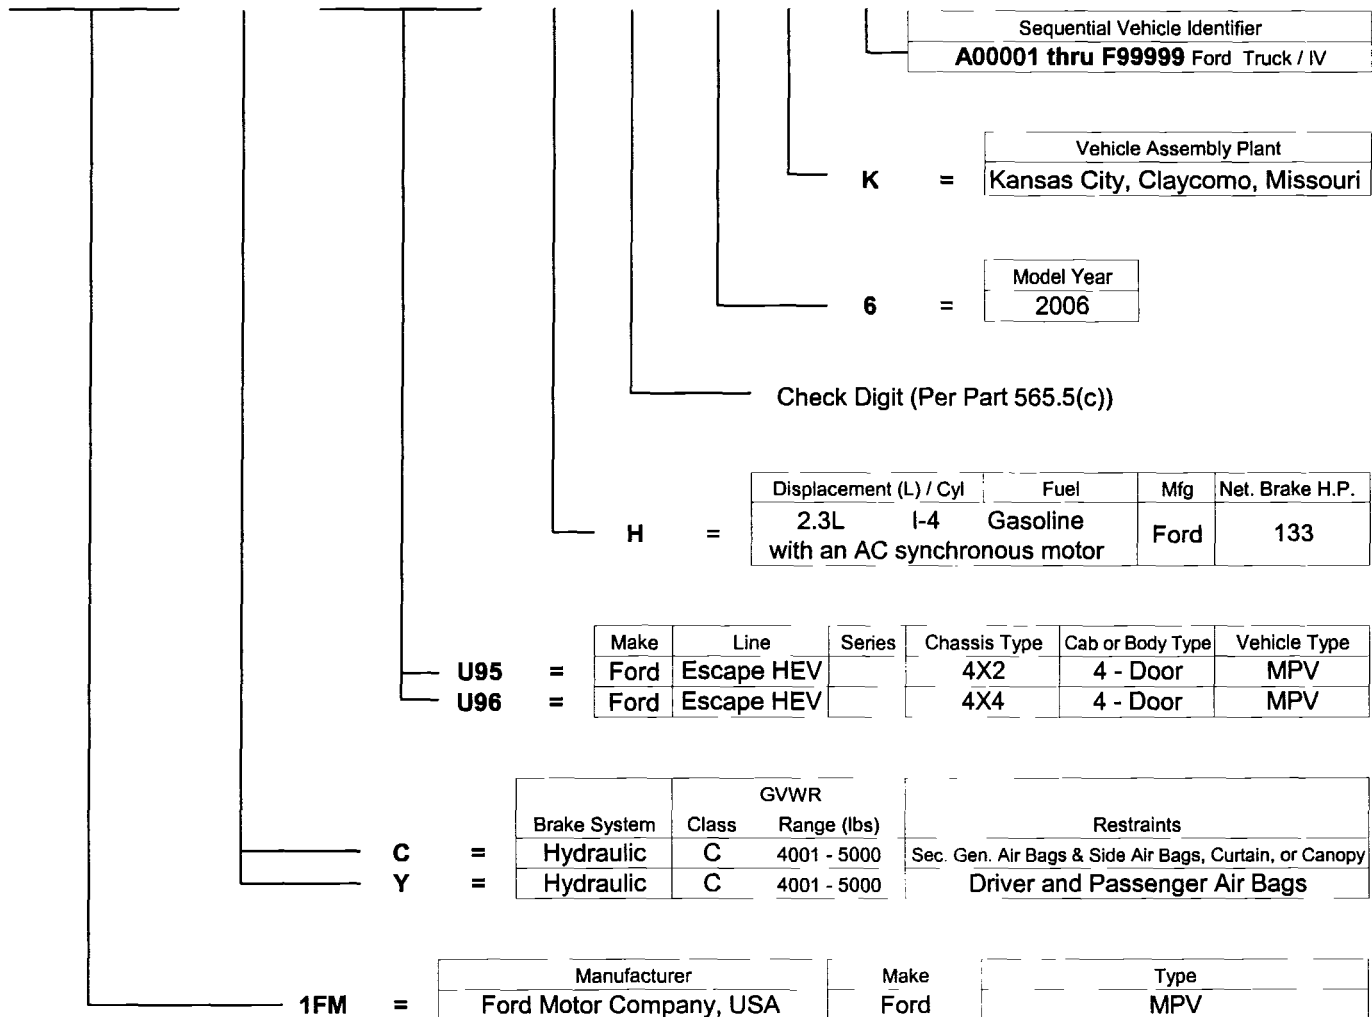 Sequential Vehicle Identifier
A00001 thru F99999 Ford Truck / IV
Vehicle Assembly Plant
K = Kansas City, Claycomo, Missouri
Model Year
6 = 2006
Check Digit (Per Part 565.5(c))
Displacement (L) / Cyl Fuel Mfg Net. Brake H.P.
H = 2.3L I-4 Gasoline with an AC synchronous motor Ford 133
Make Line Series Chassis Type Cab or Body Type Vehicle Type
U95 = Ford Escape HEV 4X2 4 - Door MPV
U96 = Ford Escape HEV 4X4 4 - Door MPV
GVWR
Brake System Class Range (lbs) Restraints
C = Hydraulic C 4001 - 5000 Sec. Gen. Air Bags & Side Air Bags, Curtain, or Canopy
Y = Hydraulic C 4001 - 5000 Driver and Passenger Air Bags
Manufacturer Make Type
1FM = Ford Motor Company, USA Ford MPV